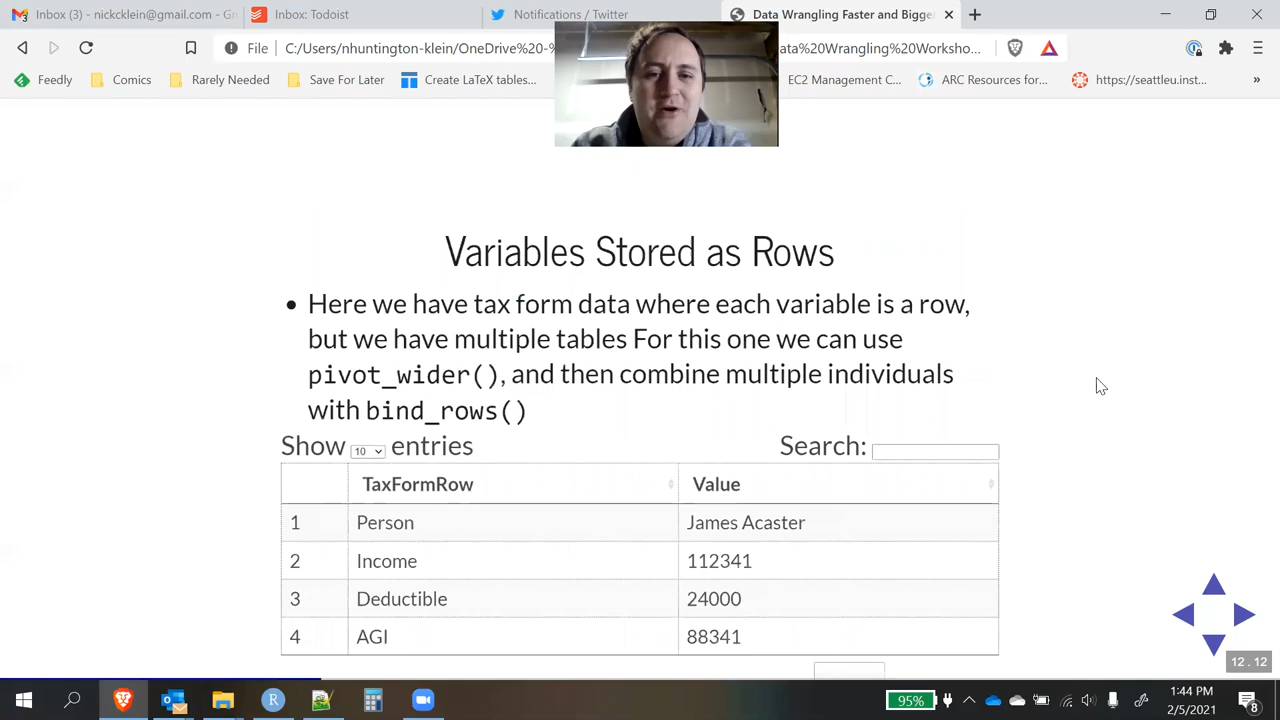 - nickcklein@gmail.com - Gn
Inbox: Todoist
Notifications / Twitter
Data Wrangling Faster and Bigger
File
C:/Users/nhuntington-klein/OneDrive%20-%
ata%20Wrangling%20Worksho...
Feedly
Comics
Rarely Needed
Save For Later
Create LaTeX tables...
EC2 Management C...
ARC Resources for...
https://seattleu.inst...
»
Variables Stored as Rows
• Here we have tax form data where each variable is a row,
but we have multiple tables For this one we can use
pivot_wider(), and then combine multiple individuals
with bind_rows()
Show 10 entries
Search:
TaxFormRow Value
1 Person James Acaster
2 Income 112341
3 Deductible 24000
4 AGI 88341
12.12
95%
1:44 PM
2/5/2021
8